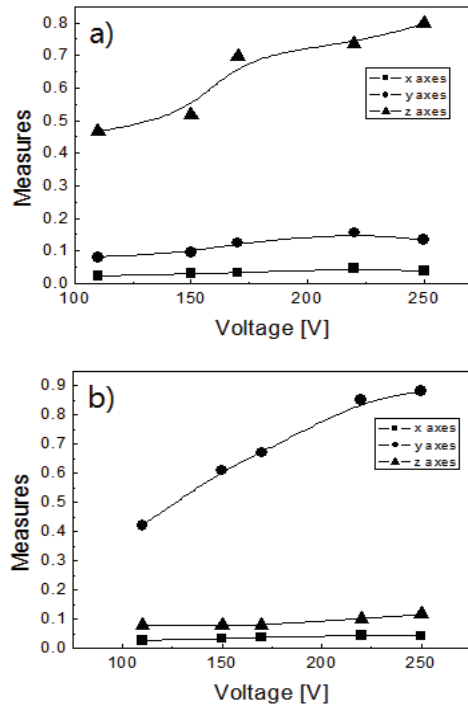 a)
0.8
0.7
0.6
0.5
0.4
0.3
0.2
0.1
0.0
Measures
x axes
y axes
z axes
100 150 200 250
Voltage [V]
b)
0.9
0.8
0.7
0.6
0.5
0.4
0.3
0.2
0.1
0.0
Measures
x axes
y axes
z axes
100 150 200 250
Voltage [V]